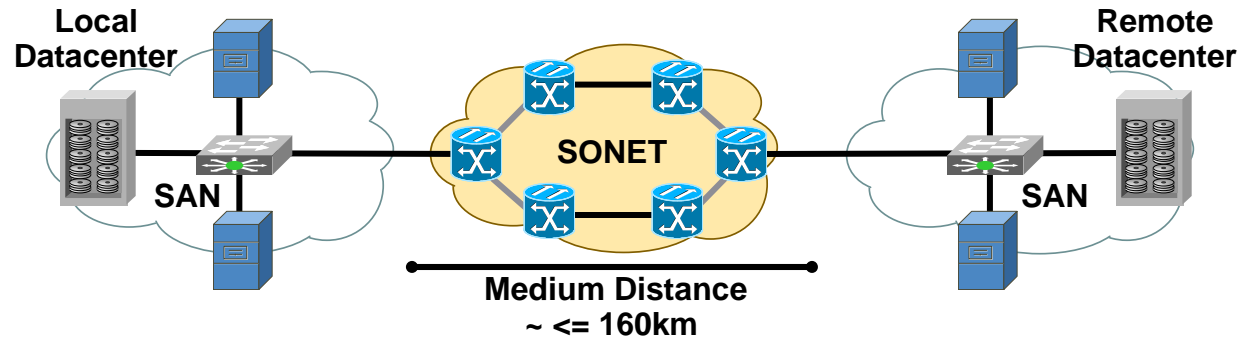 Local
Datacenter
Remote
Datacenter
SONET
SAN
SAN
Medium Distance
~ <= 160km